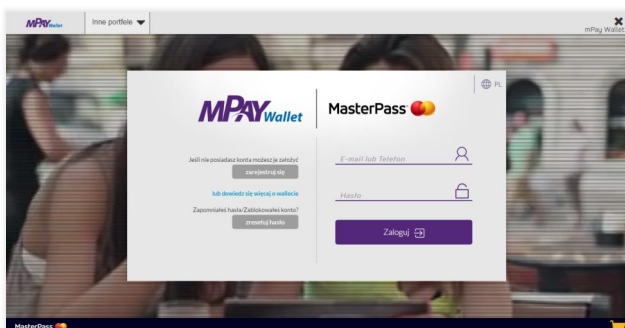 MPAY Wallet
Inne portfele
mPay Wallet
PL
MPAY Wallet
MasterPass
Jeśli nie posiadasz konta możesz je założyć
zarejestruj się
lub dowiedz się więcej o wallecie
Zapomniałeś hasła/Zablokowałeś konto?
zresetuj hasło
E-mail lub Telefon
Hasło
Zaloguj
MasterPass